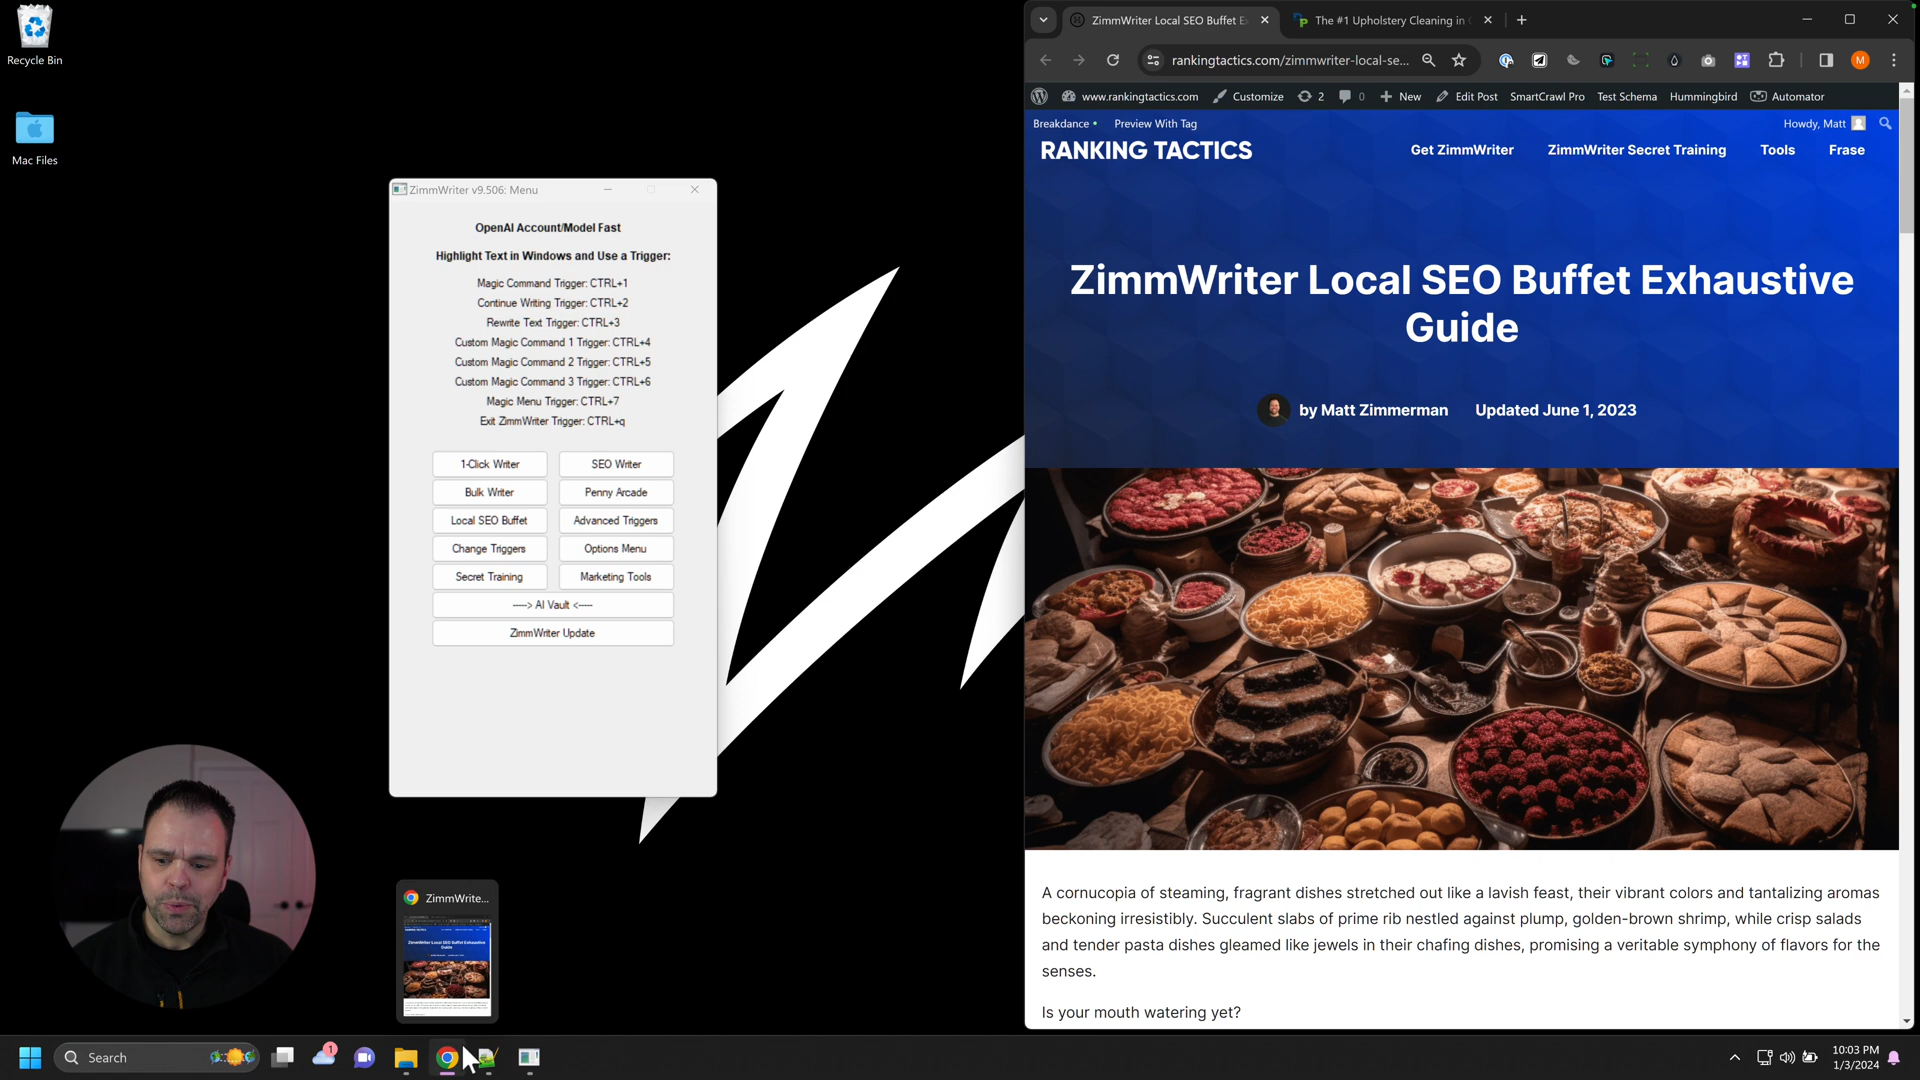 Recycle Bin
Mac Files
ZimmWriter v9.506: Menu
OpenAI Account/Model Fast
Highlight Text in Windows and Use a Trigger:
Magic Command Trigger: CTRL+1
Continue Writing Trigger: CTRL+2
Rewrite Text Trigger: CTRL+3
Custom Magic Command 1 Trigger: CTRL+4
Custom Magic Command 2 Trigger: CTRL+5
Custom Magic Command 3 Trigger: CTRL+6
Magic Menu Trigger: CTRL+7
Exit ZimmWriter Trigger: CTRL+q
1-Click Writer
SEO Writer
Bulk Writer
Penny Arcade
Local SEO Buffet
Advanced Triggers
Change Triggers
Options Menu
Secret Training
Marketing Tools
----> AI Vault <----
ZimmWriter Update
ZimmWriter Local SEO Buffet E
The #1 Upholstery Cleaning in
rankingtactics.com/zimmwriter-local-se...
M
www.rankingtactics.com
Customize
2
0
New
Edit Post
SmartCrawl Pro
Test Schema
Hummingbird
Automator
Breakdance
Preview With Tag
Howdy, Matt
RANKING TACTICS
Get ZimmWriter
ZimmWriter Secret Training
Tools
Frase
ZimmWriter Local SEO Buffet Exhaustive
Guide
by Matt Zimmerman
Updated June 1, 2023
A cornucopia of steaming, fragrant dishes stretched out like a lavish feast, their vibrant colors and tantalizing aromas
beckoning irresistibly. Succulent slabs of prime rib nestled against plump, golden-brown shrimp, while crisp salads
and tender pasta dishes gleamed like jewels in their chafing dishes, promising a veritable symphony of flavors for the
senses.
Is your mouth watering yet?
ZimmWrite...
RANKING TACTICS
ZimmWriter Local SEO Buffet Exhaustive
Guide
Search
1
10:03 PM
1/3/2024